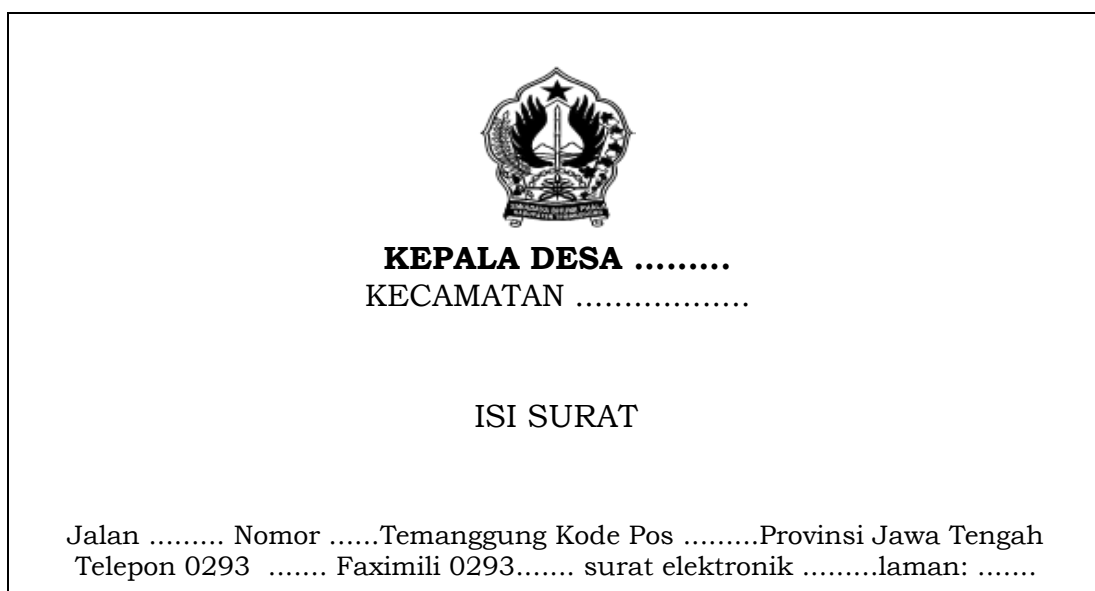 KEPALA DESA .........
KECAMATAN ..................
ISI SURAT
Jalan ......... Nomor ......Temanggung Kode Pos .........Provinsi Jawa Tengah
Telepon 0293  ....... Faximili 0293....... surat elektronik .........laman: .......